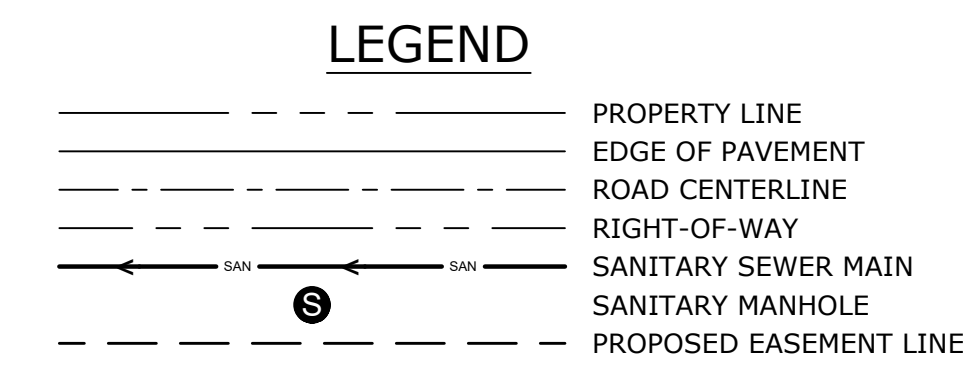 LEGEND
PROPERTY LINE
EDGE OF PAVEMENT
ROAD CENTERLINE
RIGHT-OF-WAY
SAN SAN SANITARY SEWER MAIN
S SANITARY MANHOLE
PROPOSED EASEMENT LINE